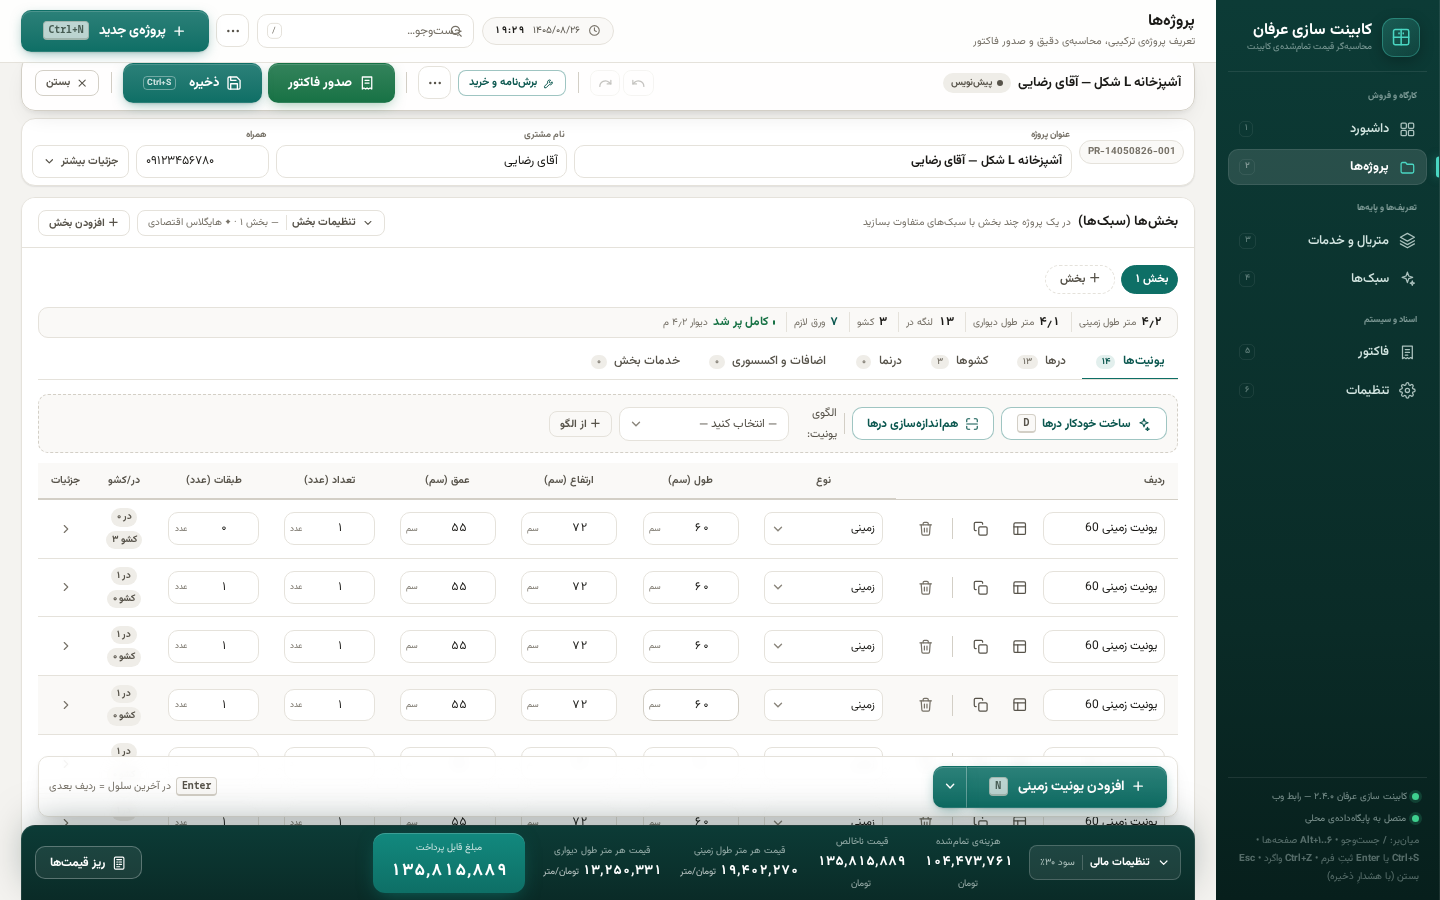 کابینت سازی عرفان
محاسبه‌گر قیمت تمام‌شده‌ی کابینت
کارگاه و فروش
داشبورد ۱
پروژه‌ها ۲
تعریف‌ها و پایه‌ها
متریال و خدمات ۳
سبک‌ها ۴
اسناد و سیستم
فاکتور ۵
تنظیمات ۶
کابینت سازی عرفان ۲.۴.۰ — رابط وب
متصل به پایگاه‌داده‌ی محلی
میان‌بر: / جست‌وجو • Alt+۱..۶ صفحه‌ها •
Ctrl+S یا Enter ثبت فرم • Ctrl+Z واگرد • Esc
بستن (با هشدار ذخیره)
پروژه‌ها
تعریف پروژه‌ی ترکیبی، محاسبه‌ی دقیق و صدور فاکتور
۱۴۰۵/۰۸/۲۶ ۱۹:۲۹
جست‌وجو… /
پروژه‌ی جدید Ctrl+N
آشپزخانه L شکل — آقای رضایی
پیش‌نویس
برش‌نامه و خرید
صدور فاکتور
ذخیره Ctrl+S
بستن
PR-14050826-001
عنوان پروژه
آشپزخانه L شکل — آقای رضایی
نام مشتری
آقای رضایی
همراه
۰۹۱۲۳۴۵۶۷۸۰
جزئیات بیشتر
بخش‌ها (سبک‌ها) در یک پروژه چند بخش با سبک‌های متفاوت بسازید
تنظیمات بخش — بخش ۱ · ⬥ هایگلاس اقتصادی
+ افزودن بخش
بخش ۱
+ بخش
۴٫۲ متر طول زمینی
۴٫۱ متر طول دیواری
۱۳ لنگه در
۳ کشو
۷ ورق لازم
کامل پر شد دیوار ۴٫۲ م
یونیت‌ها ۱۴
درها ۱۳
کشوها ۳
درنما ۰
اضافات و اکسسوری ۰
خدمات بخش ۰
ساخت خودکار درها D
هم‌اندازه‌سازی درها
الگوی
یونیت:
— انتخاب کنید —
+ از الگو
ردیف نوع طول (سم) ارتفاع (سم) عمق (سم) تعداد (عدد) طبقات (عدد) در/کشو جزئیات
یونیت زمینی 60 زمینی ۶۰ سم ۷۲ سم ۵۵ سم ۱ عدد ۰ عدد در ۰
کشو ۳
یونیت زمینی 60 زمینی ۶۰ سم ۷۲ سم ۵۵ سم ۱ عدد ۱ عدد در ۱
کشو ۰
یونیت زمینی 60 زمینی ۶۰ سم ۷۲ سم ۵۵ سم ۱ عدد ۱ عدد در ۱
کشو ۰
یونیت زمینی 60 زمینی ۶۰ سم ۷۲ سم ۵۵ سم ۱ عدد ۱ عدد در ۱
کشو ۰
در ۱
+ افزودن یونیت زمینی N
Enter در آخرین سلول = ردیف بعدی
تنظیمات مالی سود ۳۰٪
هزینه‌ی تمام‌شده
۱۰۴,۴۷۳,۷۶۱
تومان
قیمت ناخالص
۱۳۵,۸۱۵,۸۸۹
تومان
قیمت هر متر طول زمینی
۱۹,۴۰۲,۲۷۰ تومان/متر
قیمت هر متر طول دیواری
۱۳,۲۵۰,۳۳۱ تومان/متر
مبلغ قابل پرداخت
۱۳۵,۸۱۵,۸۸۹
ریز قیمت‌ها